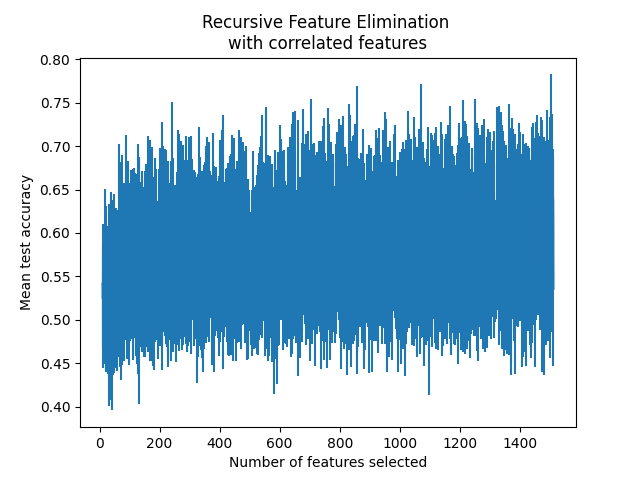 Recursive Feature Elimination
with correlated features
0.80
0.75
0.70
0.65
0.60
0.55
0.50
0.45
0.40
Mean test accuracy
0 200 400 600 800 1000 1200 1400
Number of features selected